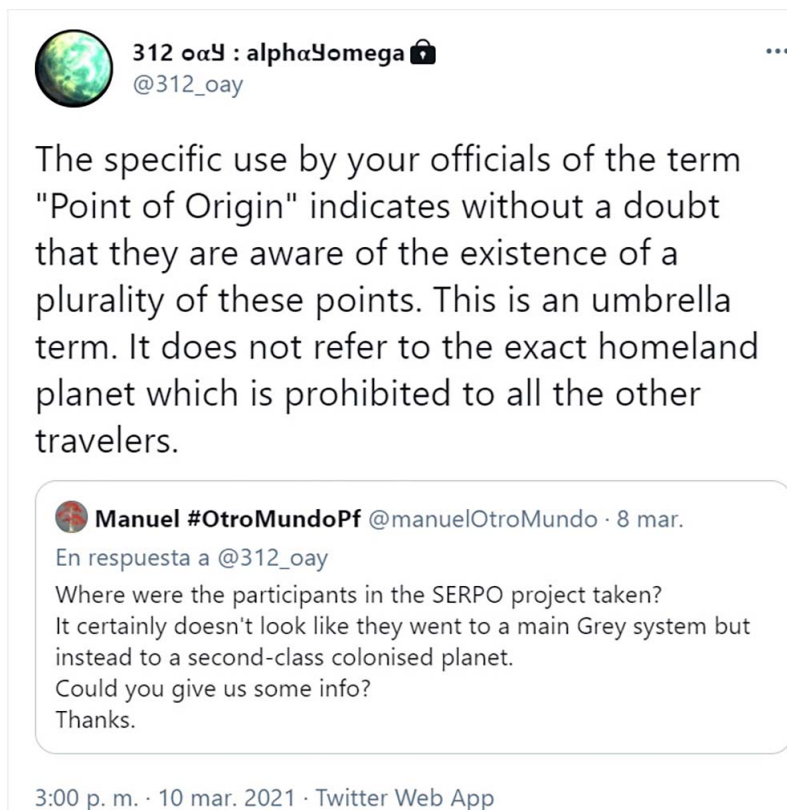 312 oαY : alphαYomega
@312_oay
The specific use by your officials of the term
"Point of Origin" indicates without a doubt
that they are aware of the existence of a
plurality of these points. This is an umbrella
term. It does not refer to the exact homeland
planet which is prohibited to all the other
travelers.
Manuel #OtroMundoPf @manuelOtroMundo · 8 mar.
En respuesta a @312_oay
Where were the participants in the SERPO project taken?
It certainly doesn't look like they went to a main Grey system but
instead to a second-class colonised planet.
Could you give us some info?
Thanks.
3:00 p. m. · 10 mar. 2021 · Twitter Web App